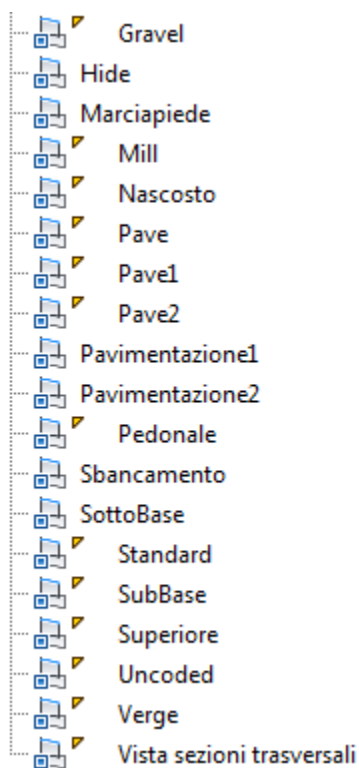 Gravel
Hide
Marciapiede
Mill
Nascosto
Pave
Pave1
Pave2
Pavimentazione1
Pavimentazione2
Pedonale
Sbancamento
SottoBase
Standard
SubBase
Superiore
Uncoded
Verge
Vista sezioni trasversali